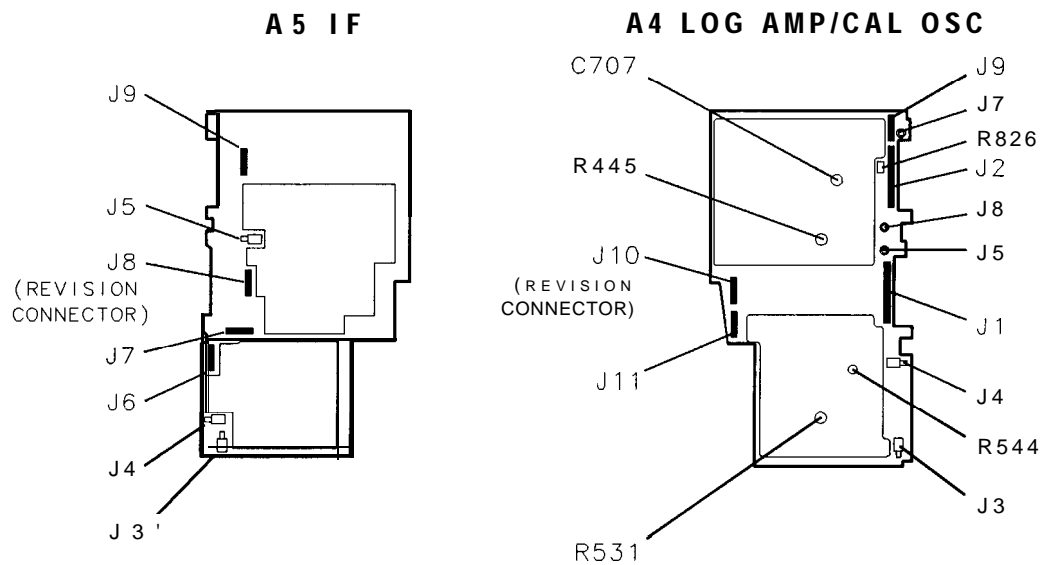 A5 IF
J9
J5
J8
(REVISION
CONNECTOR)
J7
J6
J4
J3'
A4 LOG AMP/CAL OSC
C707
R445
J10
(REVISION
CONNECTOR)
J11
R531
J9
J7
R826
J2
J8
J5
J1
J4
R544
J3